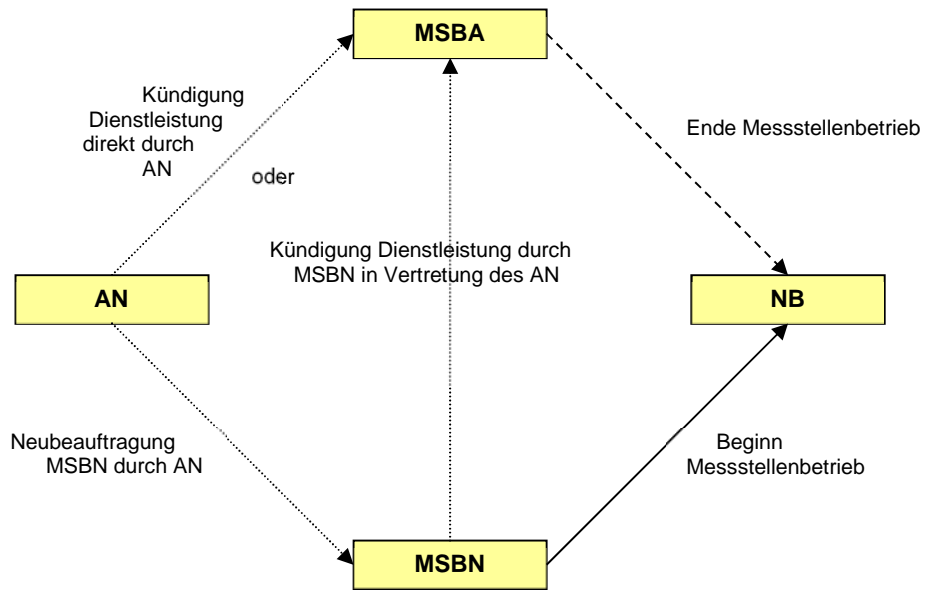 MSBA
Kündigung
Dienstleistung
direkt durch
AN
oder
Ende Messstellenbetrieb
Kündigung Dienstleistung durch
MSBN in Vertretung des AN
AN
NB
Neubeauftragung
MSBN durch AN
Beginn
Messstellenbetrieb
MSBN